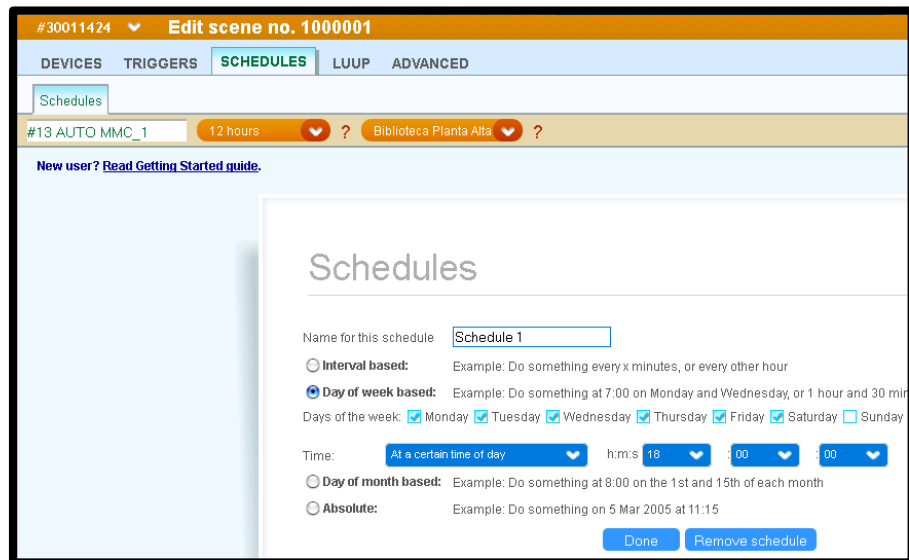 #30011424 Edit scene no. 1000001
DEVICES TRIGGERS SCHEDULES LUUP ADVANCED
Schedules
#13 AUTO MMC_1 12 hours ? Biblioteca Planta Alta ?
New user? Read Getting Started guide.
Schedules
Name for this schedule Schedule 1
Interval based: Example: Do something every x minutes, or every other hour
Day of week based: Example: Do something at 7:00 on Monday and Wednesday, or 1 hour and 30 min
Days of the week: Monday Tuesday Wednesday Thursday Friday Saturday Sunday
Time: At a certain time of day h:m:s 18 : 00 : 00
Day of month based: Example: Do something at 8:00 on the 1st and 15th of each month
Absolute: Example: Do something on 5 Mar 2005 at 11:15
Done Remove schedule